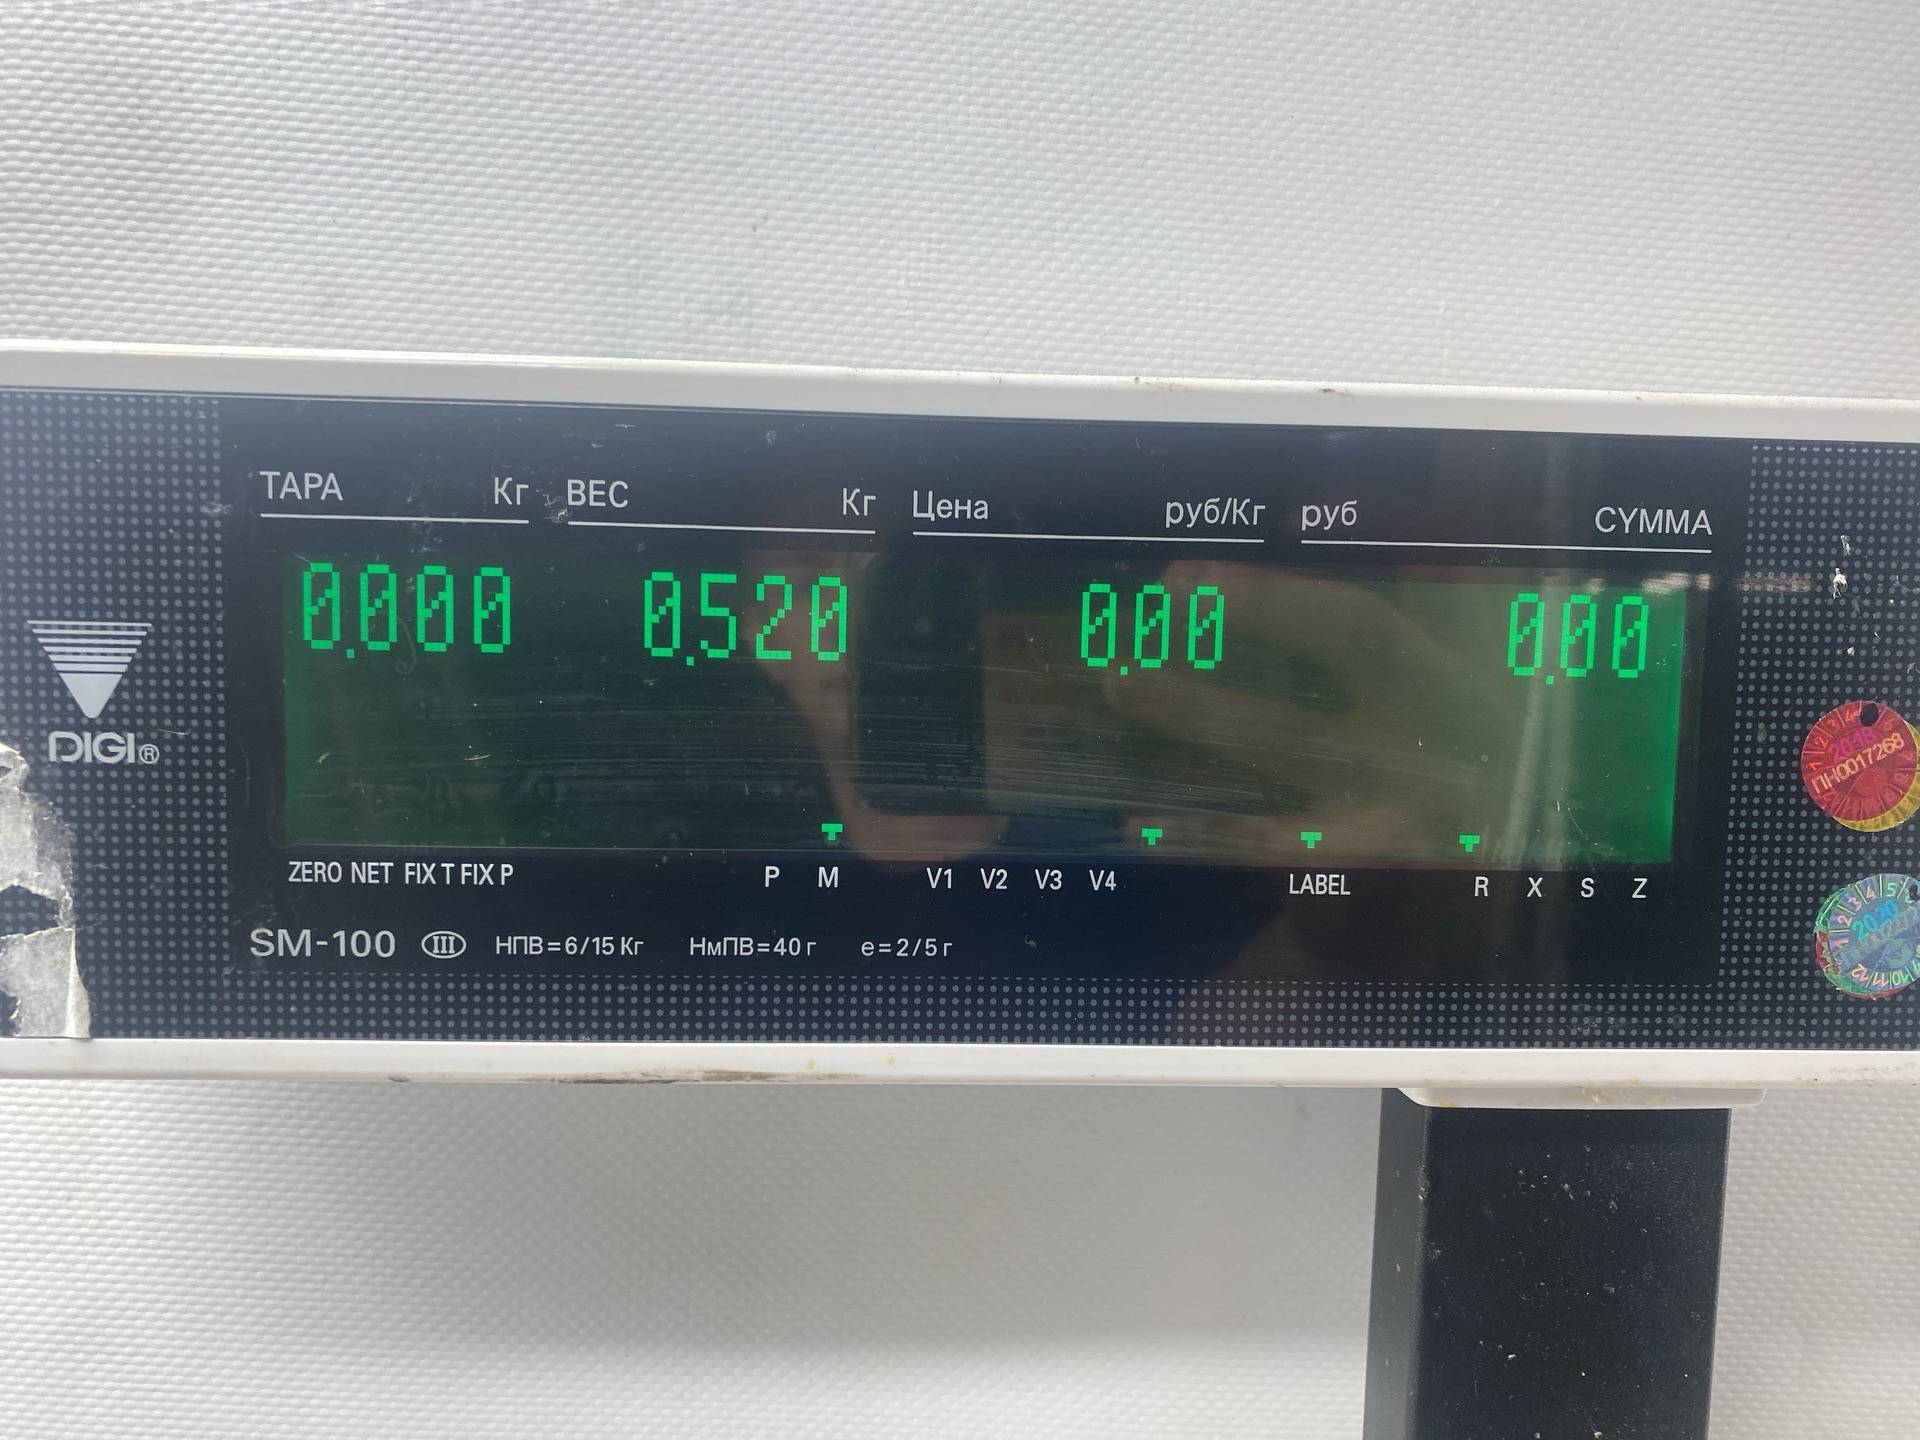 ТАРА Кг ВЕС Кг Цена руб/Кг руб СУММА
0.000 0.520 0.00 0.00
DIGI®
ZERO NET FIX T FIX P P M V1 V2 V3 V4 LABEL R X S Z
SM-100 III НПВ=6/15 Кг НмПВ=40 г e=2/5 г
ПН0017268
2020